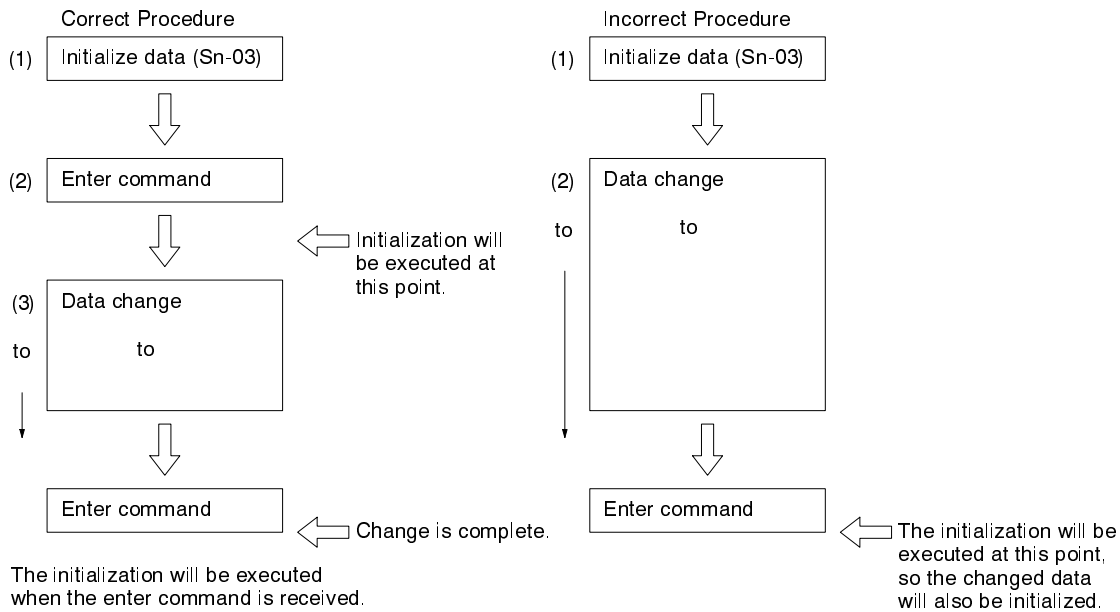 Correct Procedure
(1) Initialize data (Sn-03)
(2) Enter command
Initialization will
be executed at
this point.
(3) Data change
to to
Enter command
Change is complete.
The initialization will be executed
when the enter command is received.
Incorrect Procedure
(1) Initialize data (Sn-03)
(2) Data change
to to
Enter command
The initialization will be
executed at this point,
so the changed data
will also be initialized.